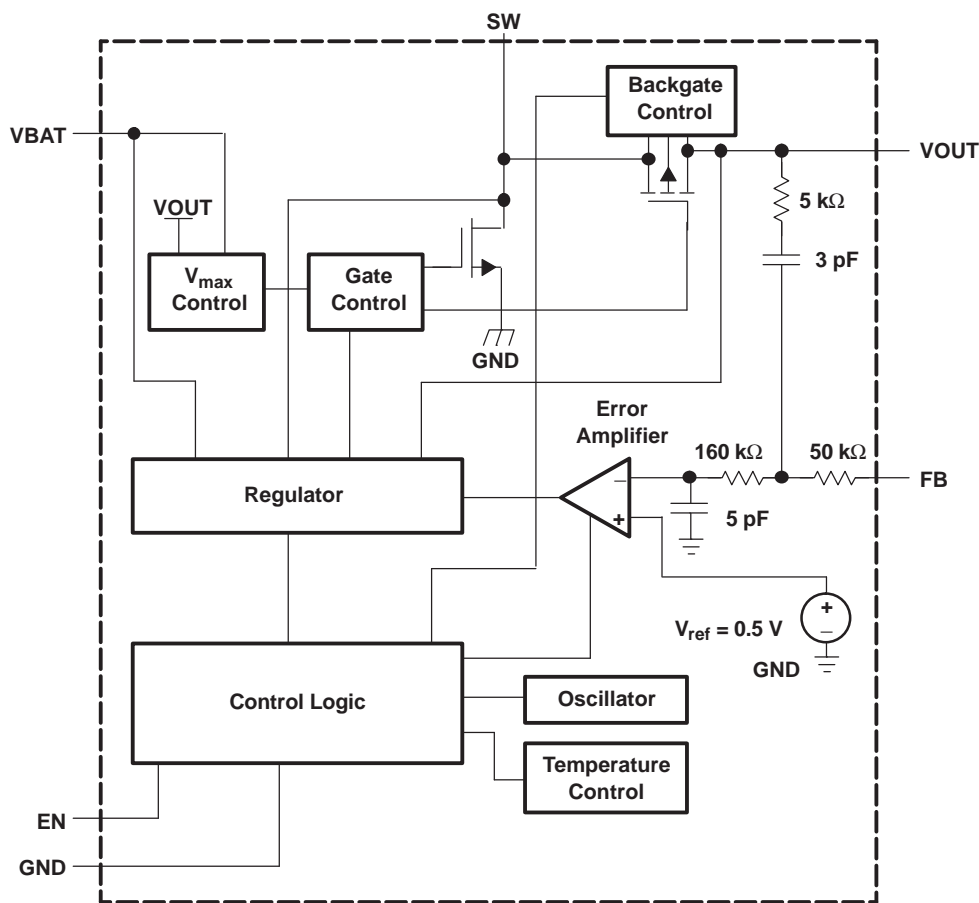 SW
Backgate
Control
VBAT
VOUT
VOUT
5 kΩ
3 pF
Vmax
Control
Gate
Control
GND
Error
Amplifier
160 kΩ
50 kΩ
FB
Regulator
−
+
5 pF
+
−
Vref = 0.5 V
GND
Control Logic
Oscillator
Temperature
Control
EN
GND